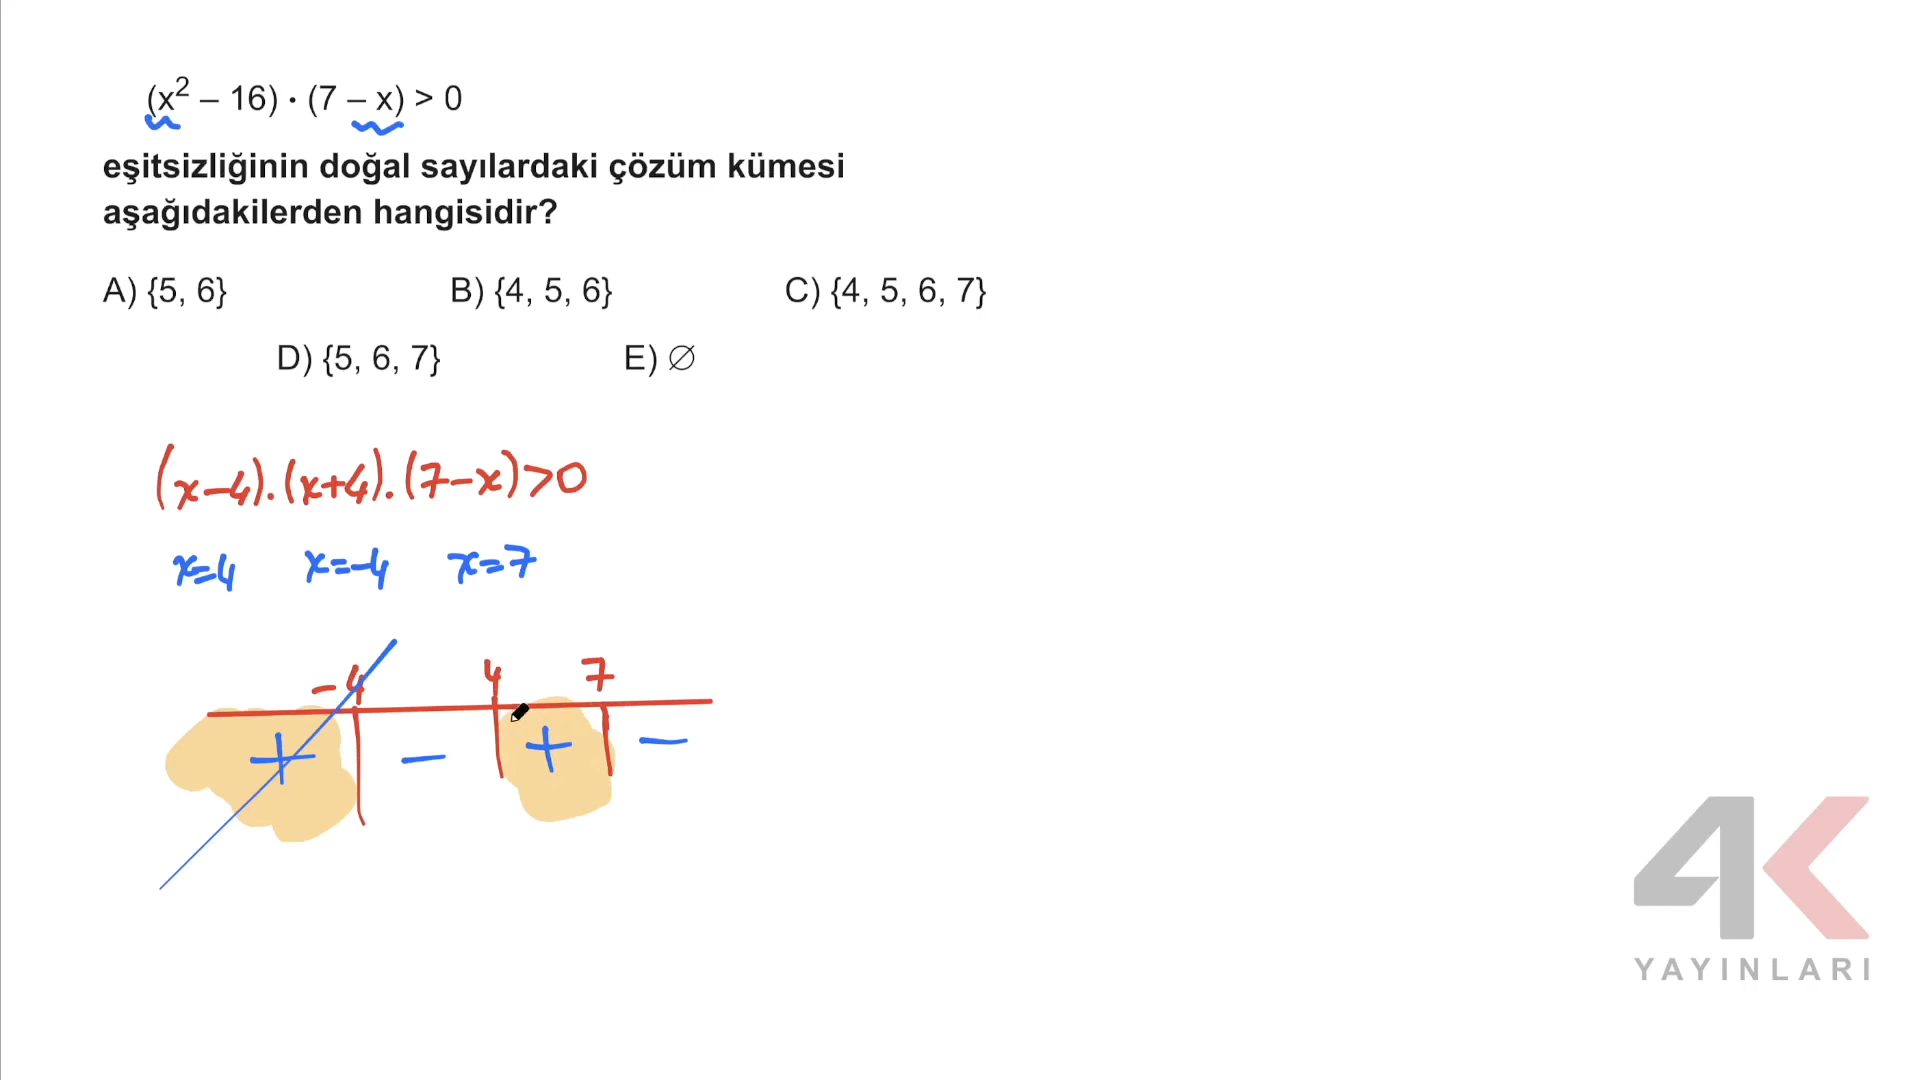 (x² – 16) · (7 – x) > 0
eşitsizliğinin doğal sayılardaki çözüm kümesi
aşağıdakilerden hangisidir?
A) {5, 6} B) {4, 5, 6} C) {4, 5, 6, 7}
D) {5, 6, 7} E) ∅
(x–4).(x+4).(7–x)>0
x=4 x=–4 x=7
–4 4 7
+ – + –
4K
YAYINLARI